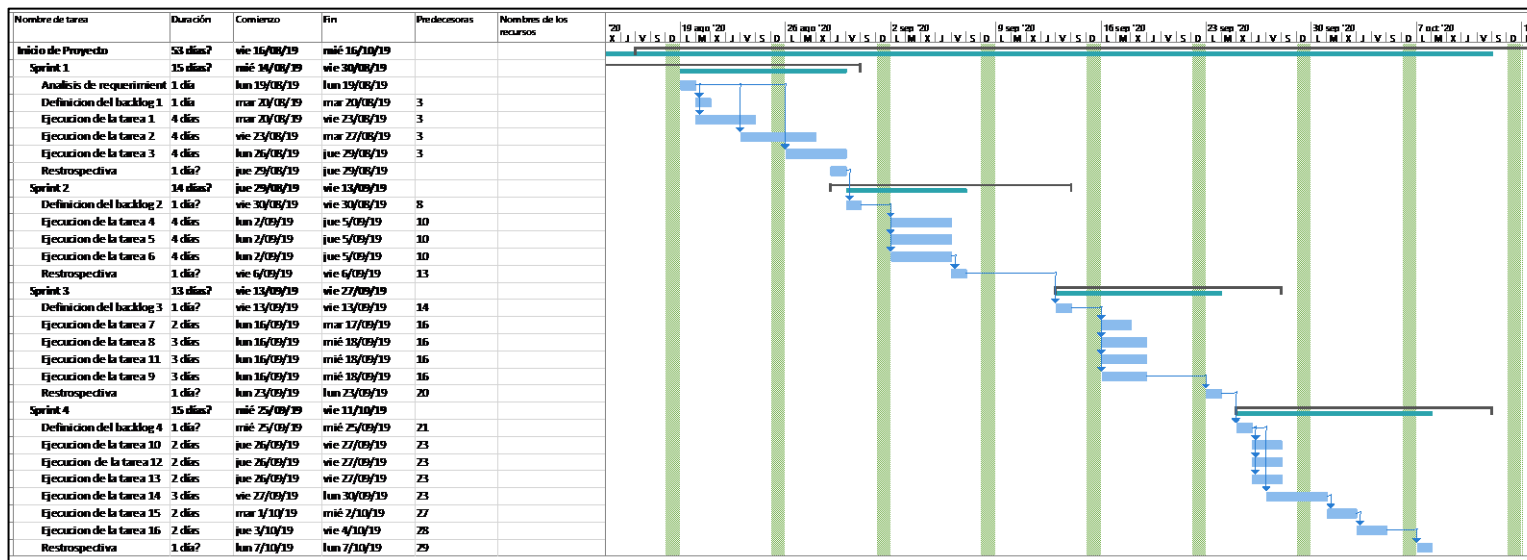 Nombre de tarea Duración Comienzo Fin Predecesoras Nombres de los recursos '20 19 ago '20 26 ago '20 2 sep '20 9 sep '20 16 sep '20 23 sep '20 30 sep '20 7 oct '20
X J V S D L M X J V S D L M X J V S D L M X J V S D L M X J V S D L M X J V S D L M X J V S D L M X J V S D L M X J V S D L
Inicio de Proyecto 53 días? vie 16/08/19 mié 16/10/19
Sprint 1 15 días? mié 14/08/19 vie 30/08/19
Analisis de requerimient 1 día lun 19/08/19 lun 19/08/19
Definicion del backlog 1 1 día mar 20/08/19 mar 20/08/19 3
Ejecucion de la tarea 1 4 días mar 20/08/19 vie 23/08/19 3
Ejecucion de la tarea 2 4 días vie 23/08/19 mar 27/08/19 3
Ejecucion de la tarea 3 4 días lun 26/08/19 jue 29/08/19 3
Restrospectiva 1 día? jue 29/08/19 jue 29/08/19
Sprint 2 14 días? jue 29/08/19 vie 13/09/19
Definicion del backlog 2 1 día? vie 30/08/19 vie 30/08/19 8
Ejecucion de la tarea 4 4 días lun 2/09/19 jue 5/09/19 10
Ejecucion de la tarea 5 4 días lun 2/09/19 jue 5/09/19 10
Ejecucion de la tarea 6 4 días lun 2/09/19 jue 5/09/19 10
Restrospectiva 1 día? vie 6/09/19 vie 6/09/19 13
Sprint 3 13 días? vie 13/09/19 vie 27/09/19
Definicion del backlog 3 1 día? vie 13/09/19 vie 13/09/19 14
Ejecucion de la tarea 7 2 días lun 16/09/19 mar 17/09/19 16
Ejecucion de la tarea 8 3 días lun 16/09/19 mié 18/09/19 16
Ejecucion de la tarea 11 3 días lun 16/09/19 mié 18/09/19 16
Ejecucion de la tarea 9 3 días lun 16/09/19 mié 18/09/19 16
Restrospectiva 1 día? lun 23/09/19 lun 23/09/19 20
Sprint 4 15 días? mié 25/09/19 vie 11/10/19
Definicion del backlog 4 1 día? mié 25/09/19 mié 25/09/19 21
Ejecucion de la tarea 10 2 días jue 26/09/19 vie 27/09/19 23
Ejecucion de la tarea 12 2 días jue 26/09/19 vie 27/09/19 23
Ejecucion de la tarea 13 2 días jue 26/09/19 vie 27/09/19 23
Ejecucion de la tarea 14 3 días vie 27/09/19 lun 30/09/19 23
Ejecucion de la tarea 15 2 días mar 1/10/19 mié 2/10/19 27
Ejecucion de la tarea 16 2 días jue 3/10/19 vie 4/10/19 28
Restrospectiva 1 día? lun 7/10/19 lun 7/10/19 29